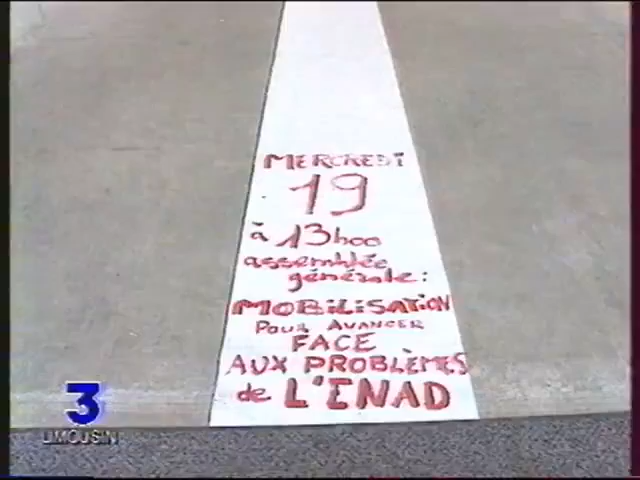 MERCREDI
19
à 13h00
assemblée
générale:
MOBILISATION
POUR AVANCER
FACE
AUX PROBLÈMES
de L'ENAD
3
LIMOUSIN